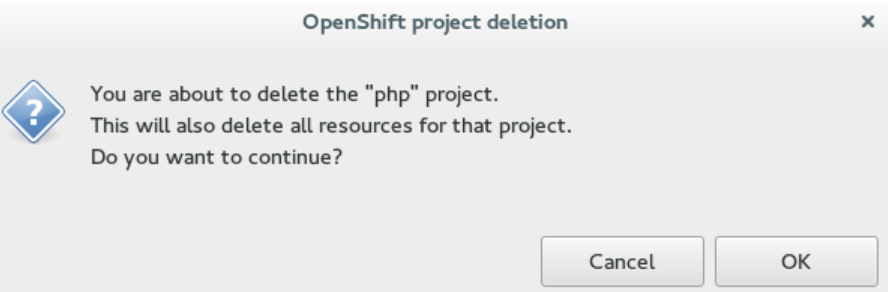 OpenShift project deletion
You are about to delete the "php" project.
This will also delete all resources for that project.
Do you want to continue?
Cancel
OK